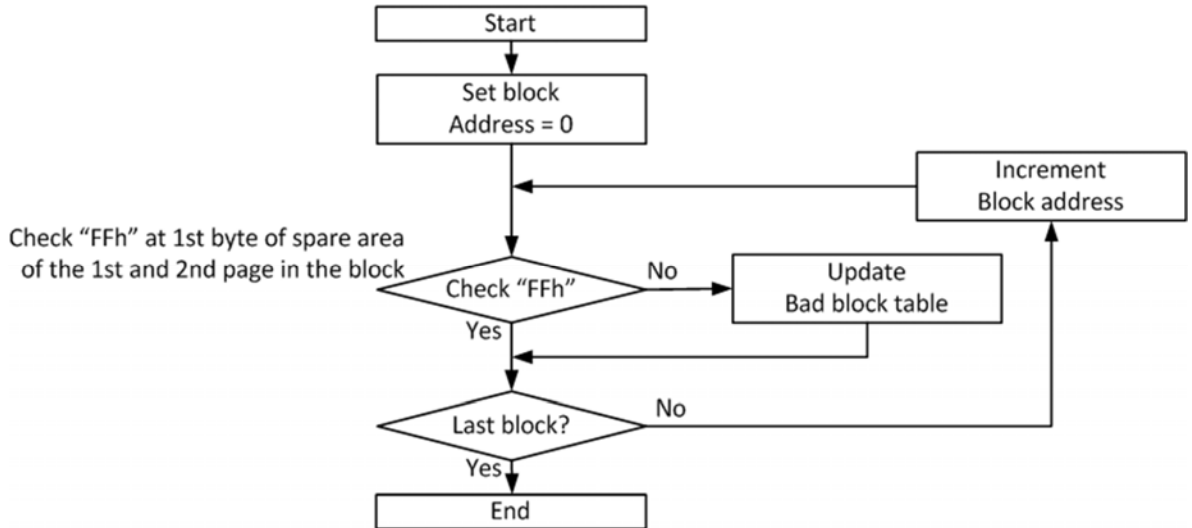 Start
Set block
Address = 0
Increment
Block address
Check “FFh” at 1st byte of spare area
of the 1st and 2nd page in the block
Check “FFh”
No
Update
Bad block table
Yes
Last block?
No
Yes
End